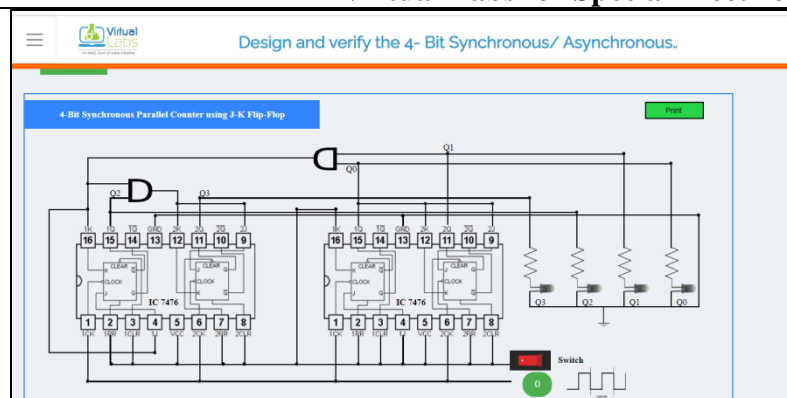 Virtual
Labs
Design and verify the 4- Bit Synchronous/ Asynchronous..
4-Bit Synchronous Parallel Counter using J-K Flip-Flop
Print
Q1
Q0
Q2
Q3
1K 1Q 1Q GND 2K 2Q 2Q 2J
16 15 14 13 12 11 10 9
1K 1Q 1Q GND 2K 2Q 2Q 2J
16 15 14 13 12 11 10 9
CLEAR
J Q
CLOCK
K Q
CLEAR
J Q
CLOCK
K Q
IC 7476
IC 7476
Q3 Q2 Q1 Q0
1 2 3 4 5 6 7 8
1CK 1PR 1CLR 1J VCC 2CK 2PR 2CLR
1 2 3 4 5 6 7 8
1CK 1PR 1CLR 1J VCC 2CK 2PR 2CLR
Switch
0